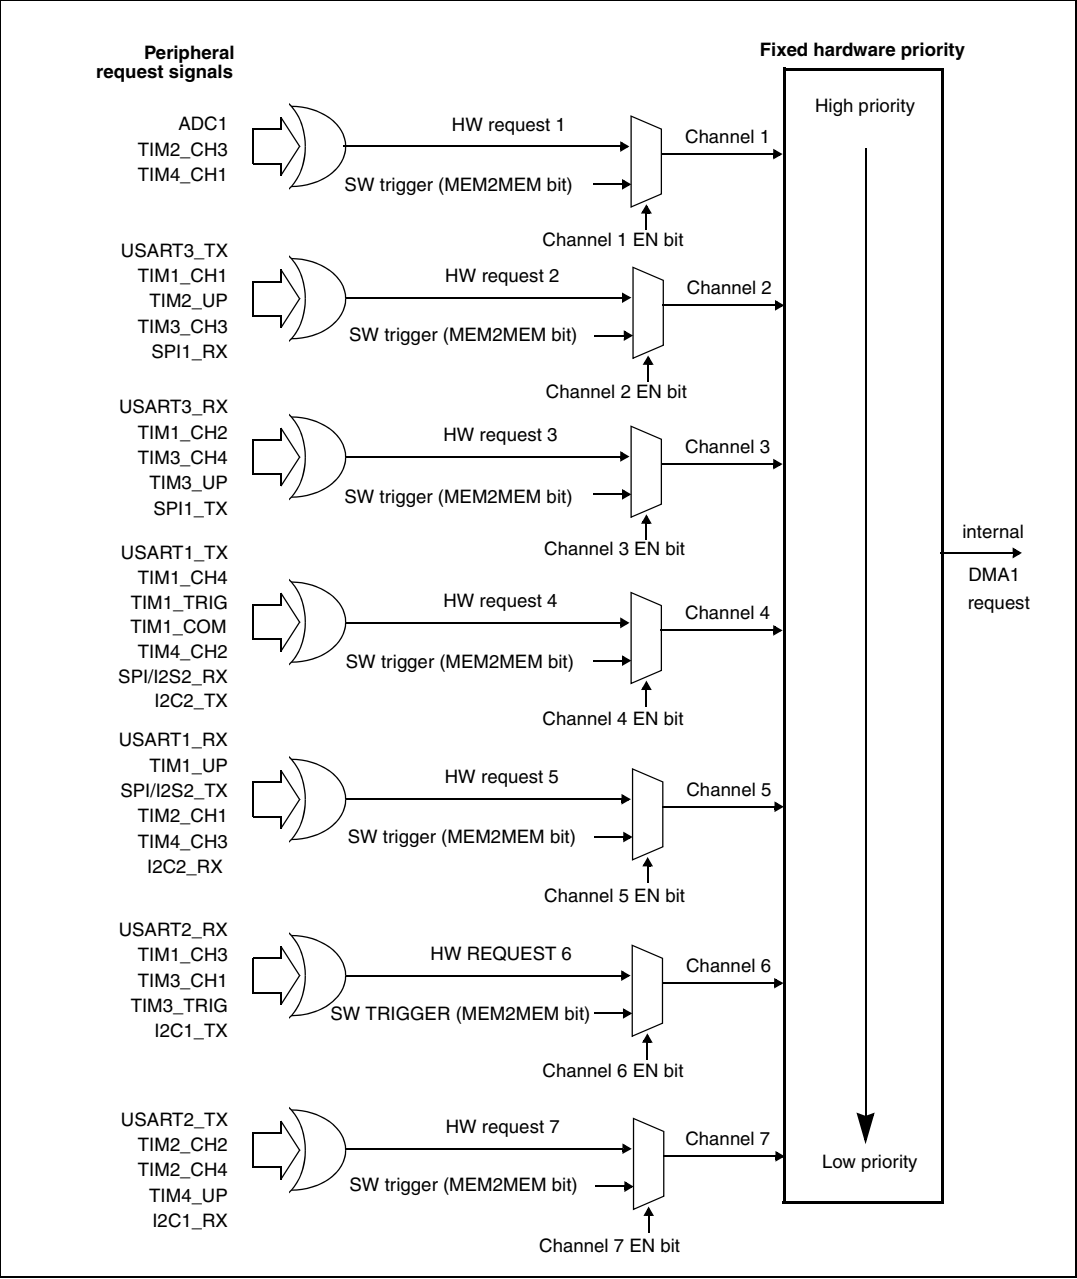 Peripheral
request signals
Fixed hardware priority
High priority
ADC1
TIM2_CH3
TIM4_CH1
HW request 1
SW trigger (MEM2MEM bit)
Channel 1
Channel 1 EN bit
USART3_TX
TIM1_CH1
TIM2_UP
TIM3_CH3
SPI1_RX
HW request 2
SW trigger (MEM2MEM bit)
Channel 2
Channel 2 EN bit
USART3_RX
TIM1_CH2
TIM3_CH4
TIM3_UP
SPI1_TX
HW request 3
SW trigger (MEM2MEM bit)
Channel 3
Channel 3 EN bit
internal
DMA1
request
USART1_TX
TIM1_CH4
TIM1_TRIG
TIM1_COM
TIM4_CH2
SPI/I2S2_RX
I2C2_TX
HW request 4
SW trigger (MEM2MEM bit)
Channel 4
Channel 4 EN bit
USART1_RX
TIM1_UP
SPI/I2S2_TX
TIM2_CH1
TIM4_CH3
I2C2_RX
HW request 5
SW trigger (MEM2MEM bit)
Channel 5
Channel 5 EN bit
USART2_RX
TIM1_CH3
TIM3_CH1
TIM3_TRIG
I2C1_TX
HW REQUEST 6
SW TRIGGER (MEM2MEM bit)
Channel 6
Channel 6 EN bit
USART2_TX
TIM2_CH2
TIM2_CH4
TIM4_UP
I2C1_RX
HW request 7
SW trigger (MEM2MEM bit)
Channel 7
Channel 7 EN bit
Low priority